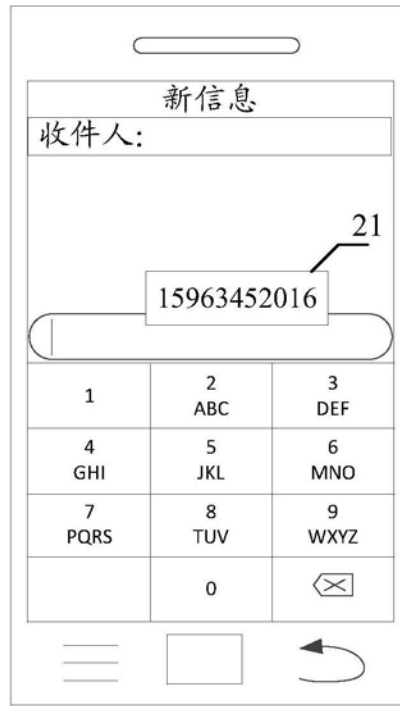 新信息
收件人:
21
15963452016
1
2
3
ABC
DEF
4
5
6
GHI
JKL
MNO
7
8
9
PQRS
TUV
WXYZ
0